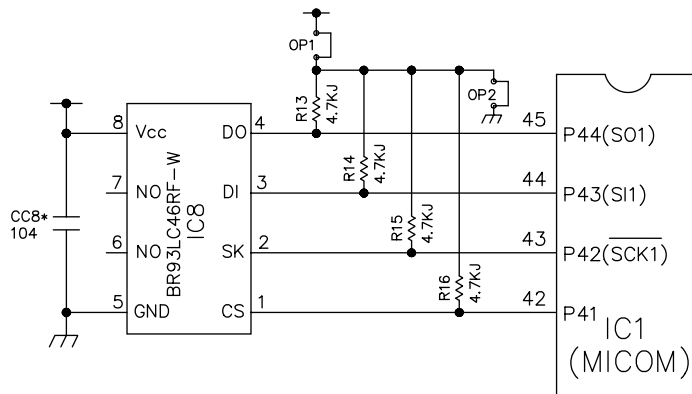 OP1
OP2
R13
4.7KJ
R14
4.7KJ
R15
4.7KJ
R16
4.7KJ
CC8*
104
8 Vcc DO 4
7 NO DI 3
6 NO SK 2
5 GND CS 1
BR93LC46RF-W
IC8
45 P44(SO1)
44 P43(SI1)
43 P42(SCK1)
42 P41
IC1
(MICOM)